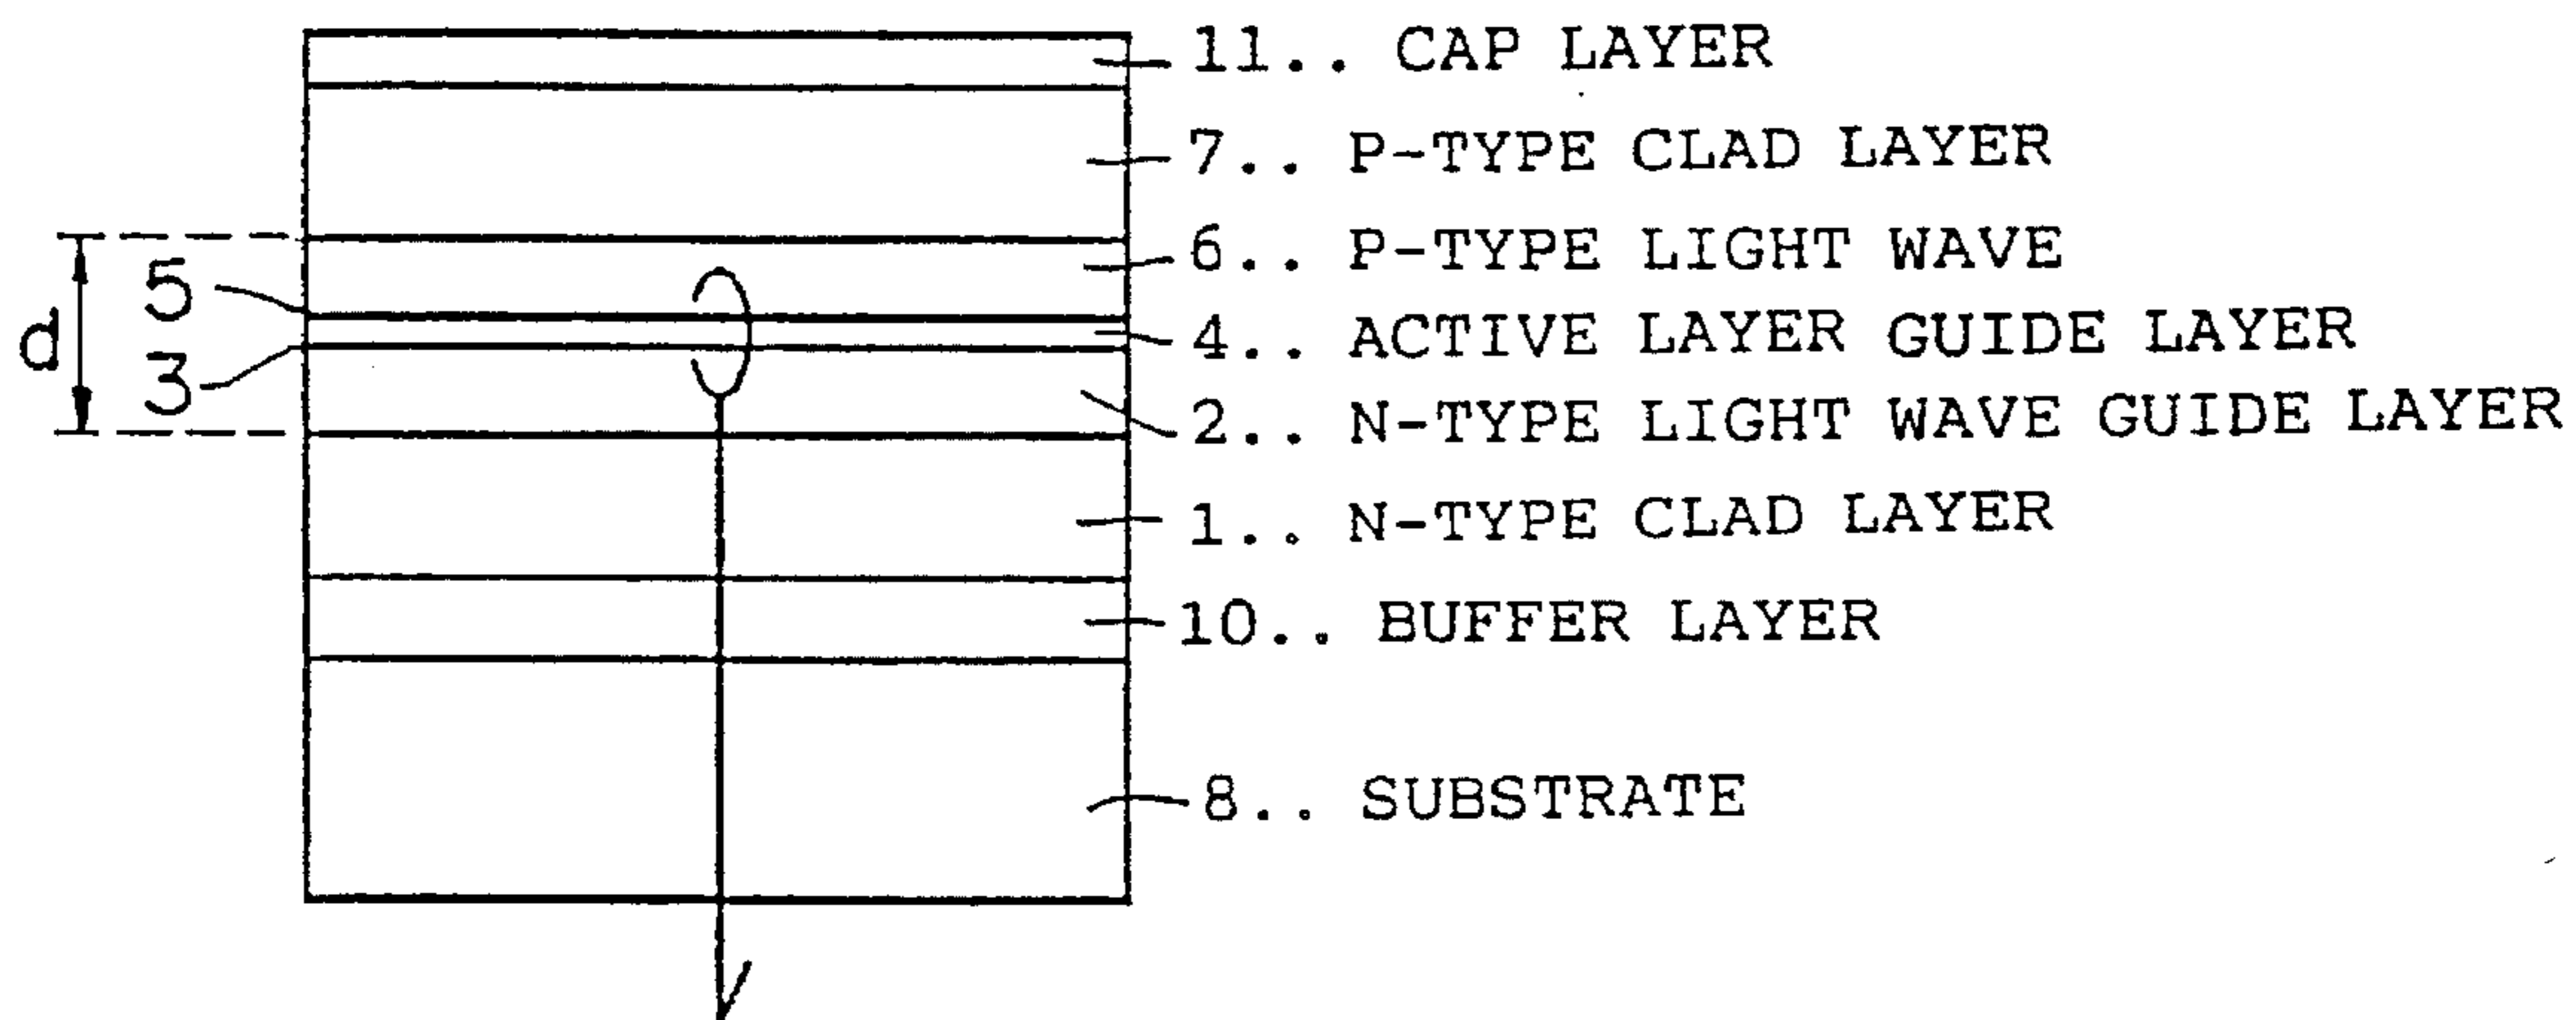 11.. CAP LAYER
7.. P-TYPE CLAD LAYER
6.. P-TYPE LIGHT WAVE
5
4.. ACTIVE LAYER GUIDE LAYER
d
3
2.. N-TYPE LIGHT WAVE GUIDE LAYER
1.. N-TYPE CLAD LAYER
10.. BUFFER LAYER
8.. SUBSTRATE